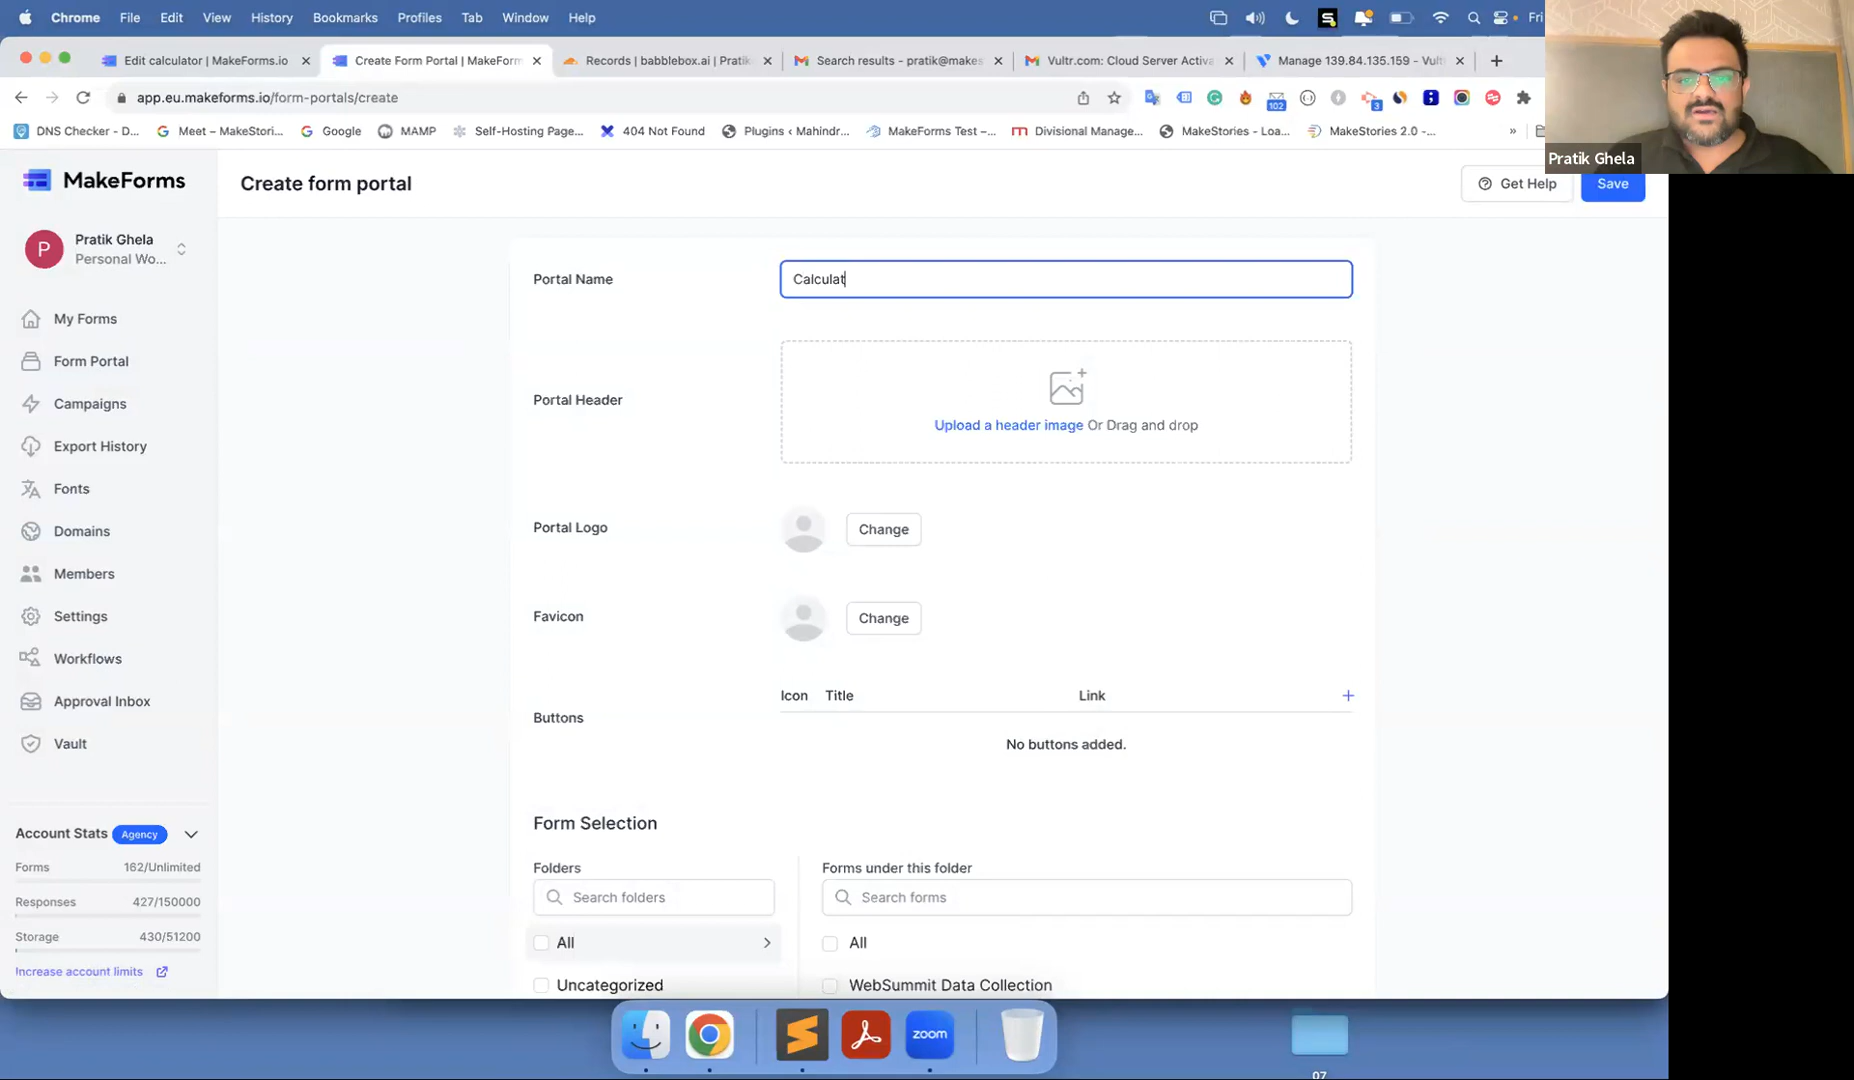 Chrome File Edit View History Bookmarks Profiles Tab Window Help
Fri
Edit calculator | MakeForms.io
Create Form Portal | MakeForm
Records | babblebox.ai | Pratik
Search results - pratik@makes
Vultr.com: Cloud Server Activa
Manage 139.84.135.159 - Vult
app.eu.makeforms.io/form-portals/create
102
3
DNS Checker - D...
Meet – MakeStori...
Google
MAMP
Self-Hosting Page...
404 Not Found
Plugins ‹ Mahindr...
MakeForms Test –...
Divisional Manage...
MakeStories - Loa...
MakeStories 2.0 -...
»
Pratik Ghela
MakeForms
Create form portal
Get Help
Save
P
Pratik Ghela
Personal Wo...
My Forms
Form Portal
Campaigns
Export History
Fonts
Domains
Members
Settings
Workflows
Approval Inbox
Vault
Account Stats Agency
Forms 162/Unlimited
Responses 427/150000
Storage 430/51200
Increase account limits
Portal Name
Calculat
Portal Header
Upload a header image Or Drag and drop
Portal Logo
Change
Favicon
Change
Buttons
Icon Title Link +
No buttons added.
Form Selection
Folders
Search folders
All
Uncategorized
Forms under this folder
Search forms
All
WebSummit Data Collection
zoom
07